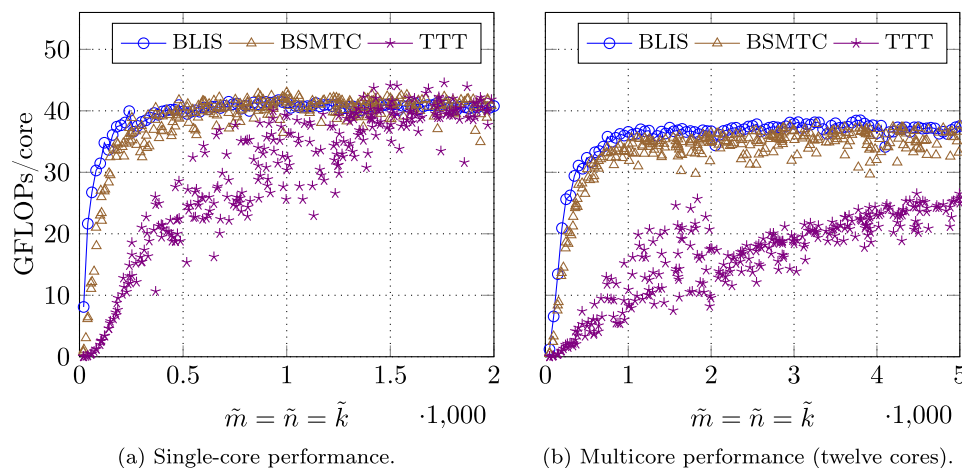 BLIS BSMTC TTT
50
40
30
20
10
0
GFLOPs/core
0 0.5 1 1.5 2
m̃ = ñ = k̃ ·1,000
(a) Single-core performance.
BLIS BSMTC TTT
0 1 2 3 4 5
m̃ = ñ = k̃ ·1,000
(b) Multicore performance (twelve cores).